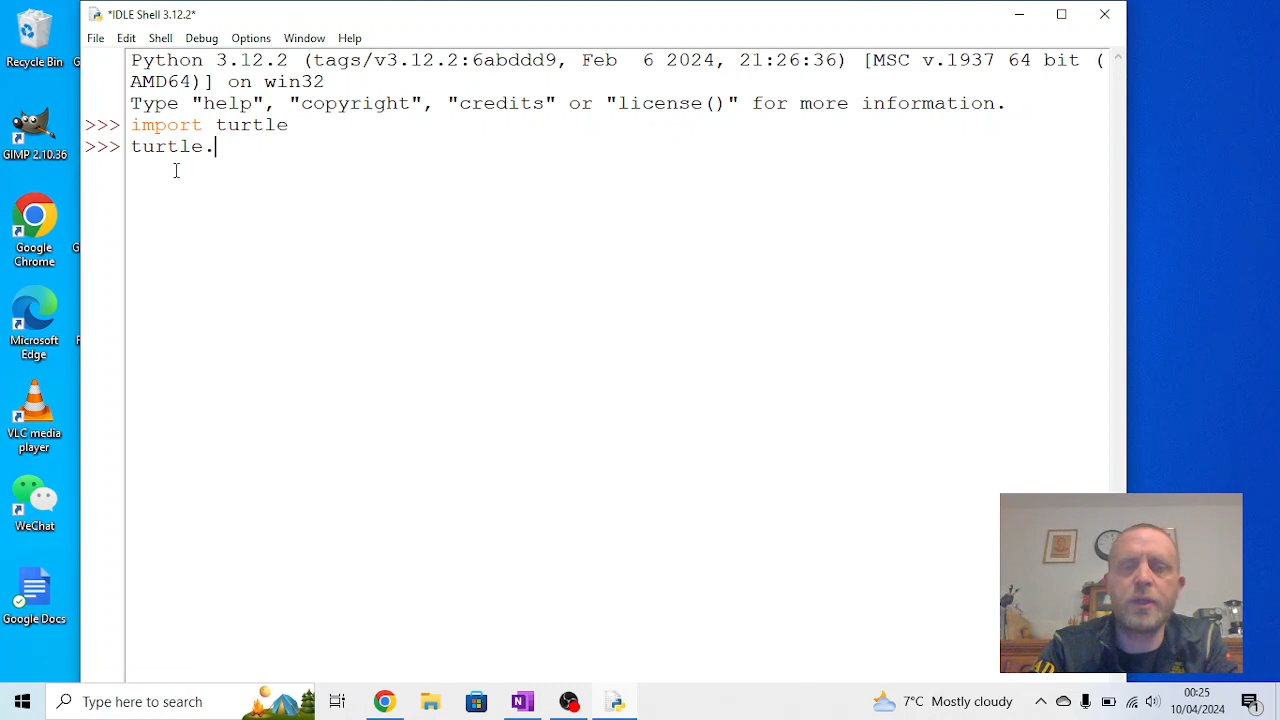 *IDLE Shell 3.12.2*
File Edit Shell Debug Options Window Help
Python 3.12.2 (tags/v3.12.2:6abddd9, Feb  6 2024, 21:26:36) [MSC v.1937 64 bit (
AMD64)] on win32
Type "help", "copyright", "credits" or "license()" for more information.
>>> import turtle
>>> turtle.
Recycle Bin
GIMP 2.10.36
Google
Chrome
Microsoft
Edge
VLC media
player
WeChat
Google Docs
Type here to search
7°C Mostly cloudy
00:25
10/04/2024
1